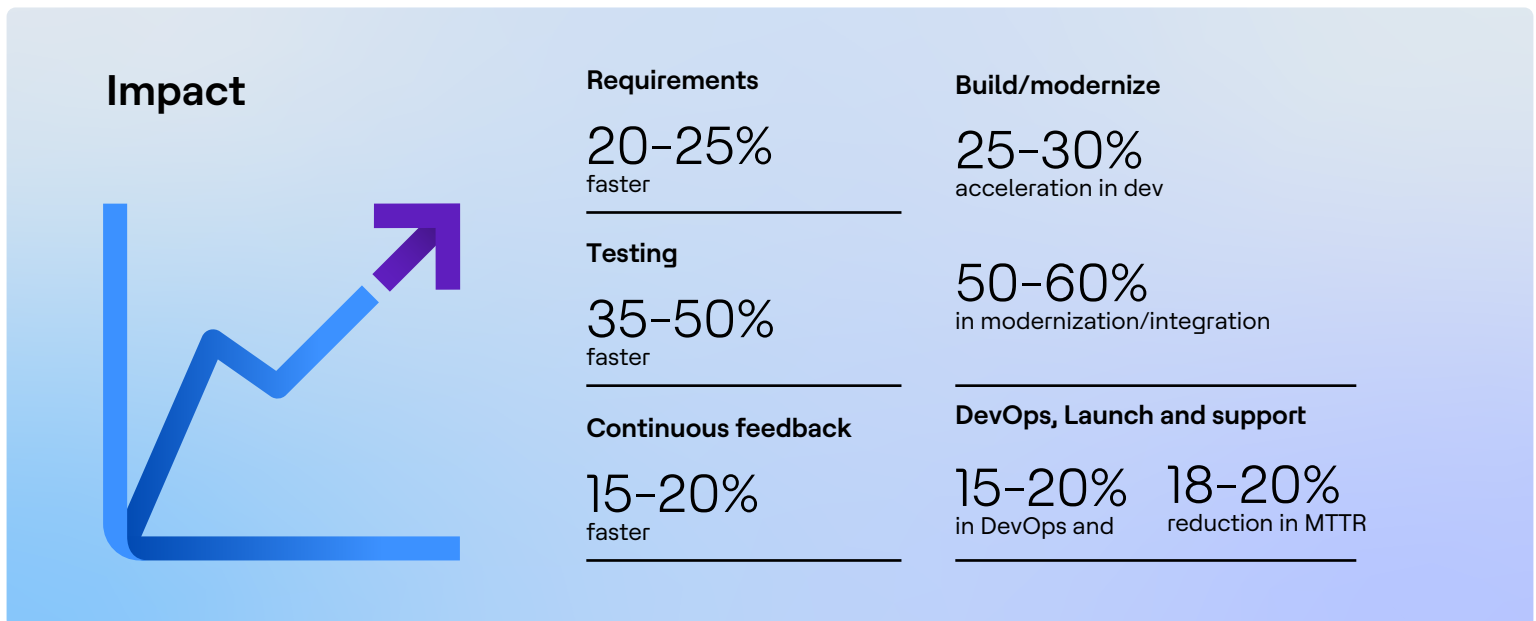 Impact
Requirements
20-25%
faster
Testing
35-50%
faster
Continuous feedback
15-20%
faster
Build/modernize
25-30%
acceleration in dev
50-60%
in modernization/integration
DevOps, Launch and support
15-20%
in DevOps and
18-20%
reduction in MTTR